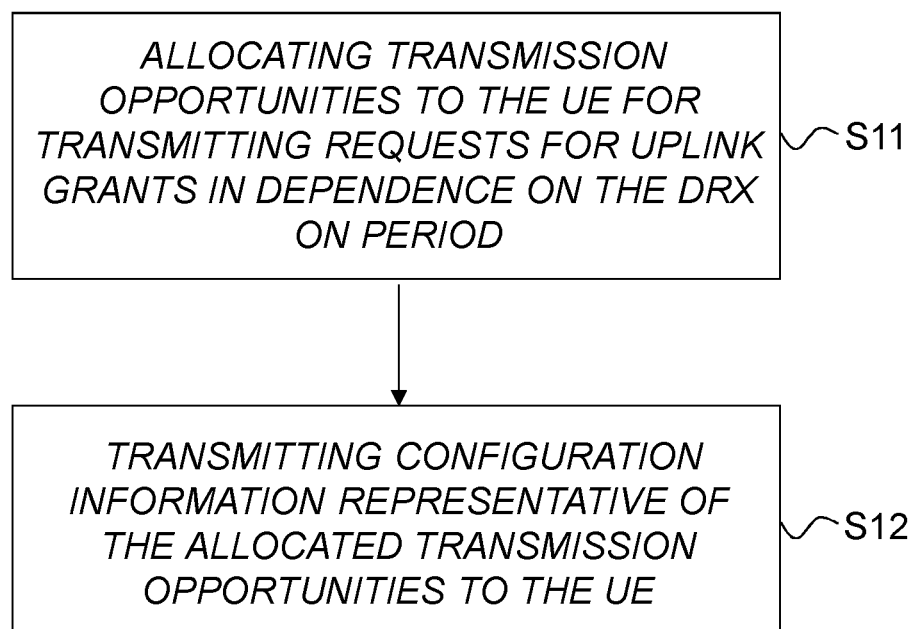 ALLOCATING TRANSMISSION
OPPORTUNITIES TO THE UE FOR
TRANSMITTING REQUESTS FOR UPLINK
GRANTS IN DEPENDENCE ON THE DRX
ON PERIOD
S11
TRANSMITTING CONFIGURATION
INFORMATION REPRESENTATIVE OF
THE ALLOCATED TRANSMISSION
OPPORTUNITIES TO THE UE
S12